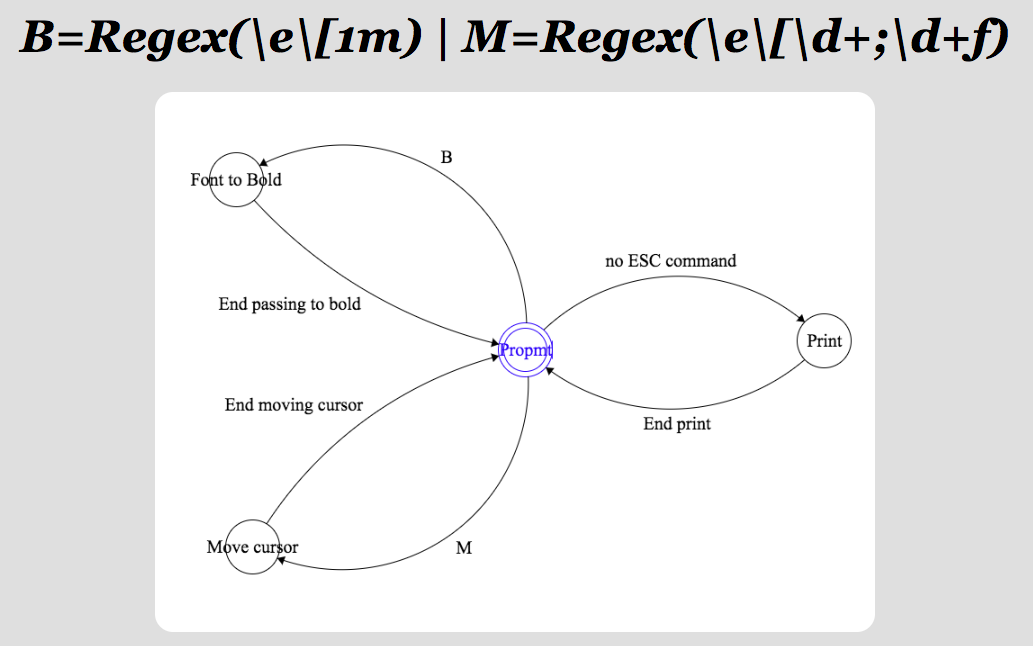 B=Regex(\e\[1m) | M=Regex(\e\[\d+;\d+f)
B
Font to Bold
no ESC command
End passing to bold
Print
Propmt
End moving cursor
End print
Move cursor
M